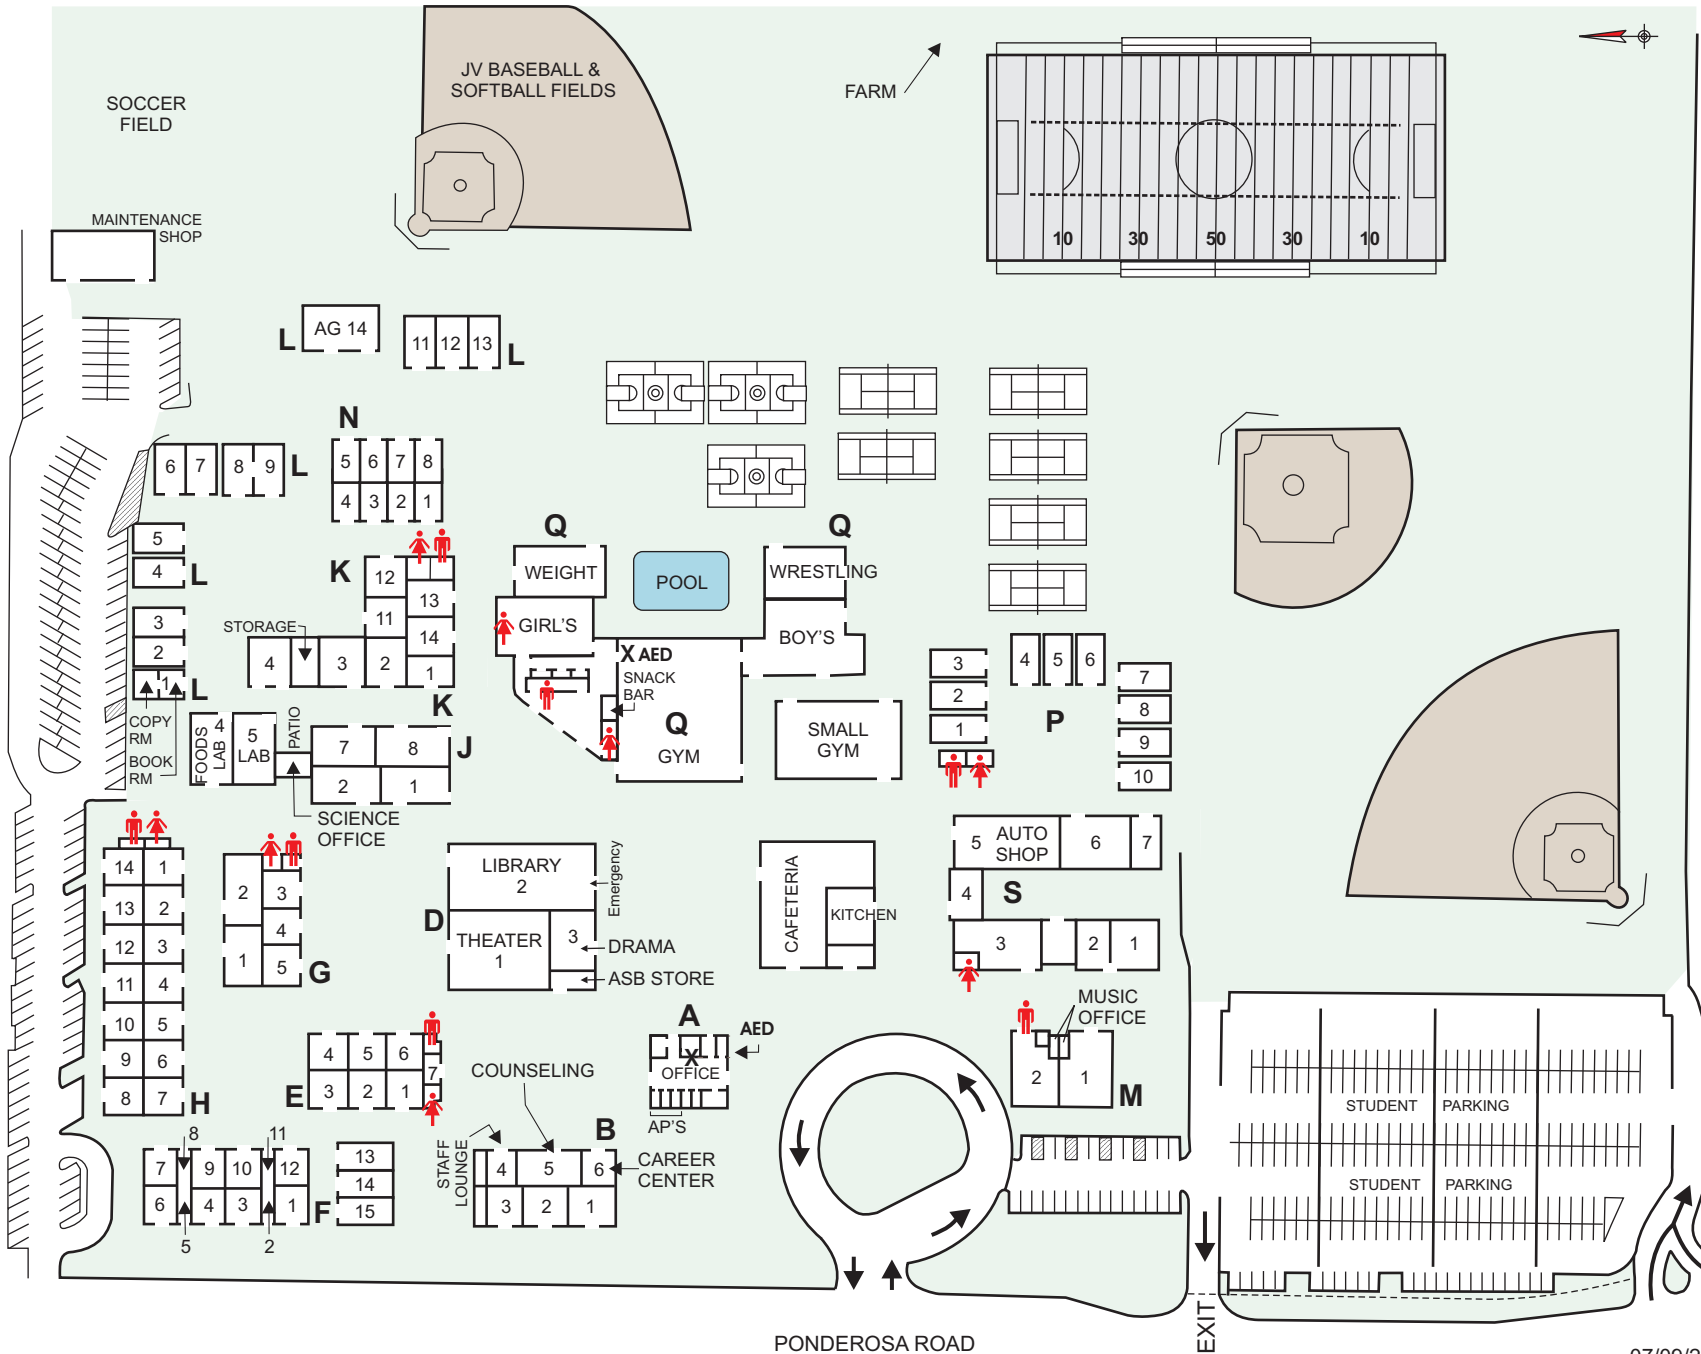 JV BASEBALL &
SOFTBALL FIELDS
SOCCER
FIELD
FARM
10 30 50 30 10
MAINTENANCE
SHOP
L AG 14
11 12 13 L
N
5 6 7 8
4 3 2 1
6 7 8 9 L
5
4 L
3
2
1 L
COPY
RM
BOOK
RM
K
12
11 13
14
STORAGE
4 3 2 1
K
Q
WEIGHT
GIRL'S
POOL
Q
WRESTLING
BOY'S
X AED
SNACK
BAR
Q
GYM
SMALL
GYM
3
2
1
4 5 6
P
7
8
9
10
FOODS
LAB 4
5
LAB
PATIO
7 8
2 1
J
SCIENCE
OFFICE
14 1
13 2
12 3
11 4
10 5
9 6
8 7
H
2 3
4
1 5
G
LIBRARY
2
Emergency
D
THEATER
1
3
DRAMA
ASB STORE
CAFETERIA
KITCHEN
5 AUTO
SHOP 6 7
4 S
3 2 1
MUSIC
OFFICE
2 1
M
A
AED
X
OFFICE
AP'S
4 5 6
7
3 2 1
E
COUNSELING
B
STAFF
LOUNGE
4 5 6
3 2 1
CAREER
CENTER
8 11
7 9 10 12
6 4 3 1
5 2
F
13
14
15
STUDENT PARKING
STUDENT PARKING
EXIT
PONDEROSA ROAD